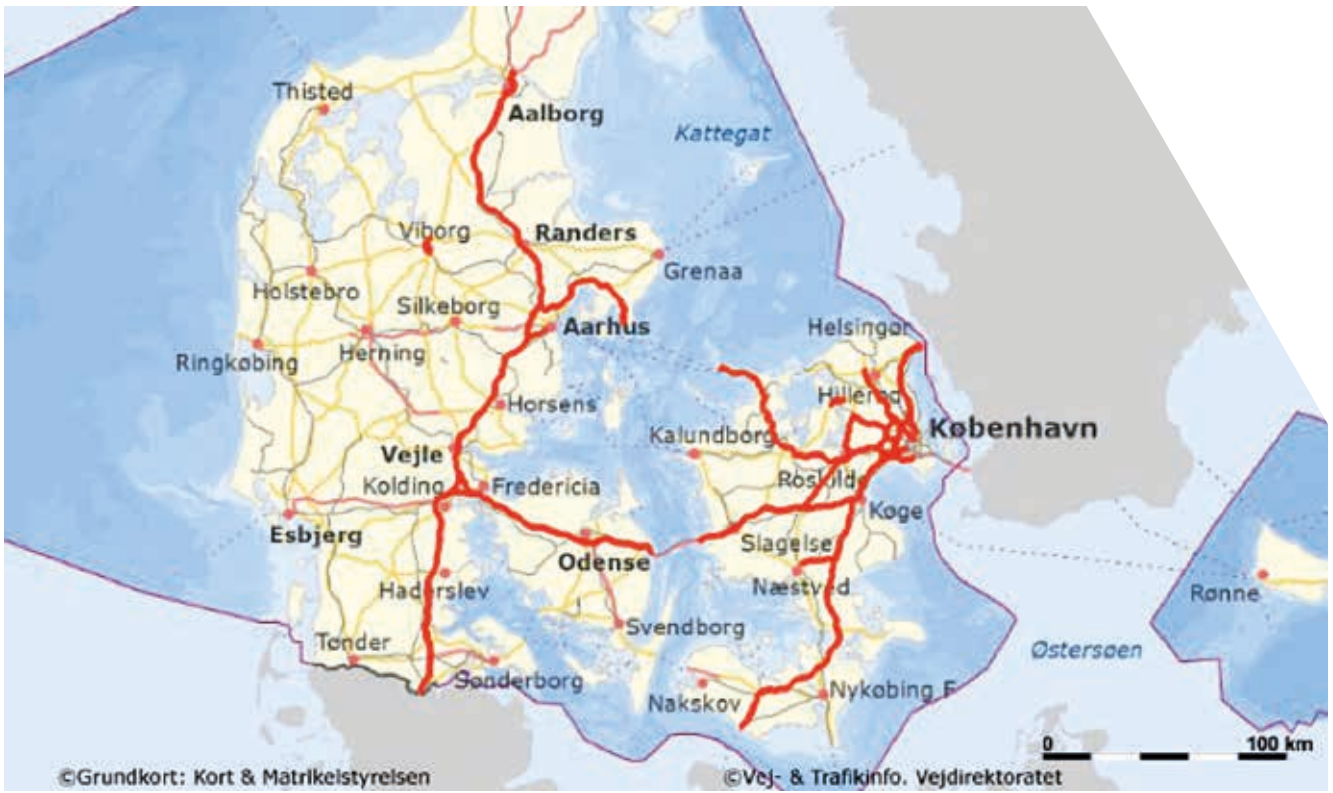 Thisted
Aalborg
Kattegat
Viborg
Randers
Grenaa
Holstebro
Silkeborg
Aarhus
Helsingør
Ringkøbing
Herning
Hillerød
Horsens
København
Vejle
Kalundborg
Kolding
Fredericia
Roskilde
Køge
Esbjerg
Odense
Slagelse
Haderslev
Næstved
Rønne
Svendborg
Tønder
Østersøen
Sønderborg
Nakskov
Nykøbing F
0 100 km
©Grundkort: Kort & Matrikelstyrelsen
©Vej- & Trafikinfo. Vejdirektoratet